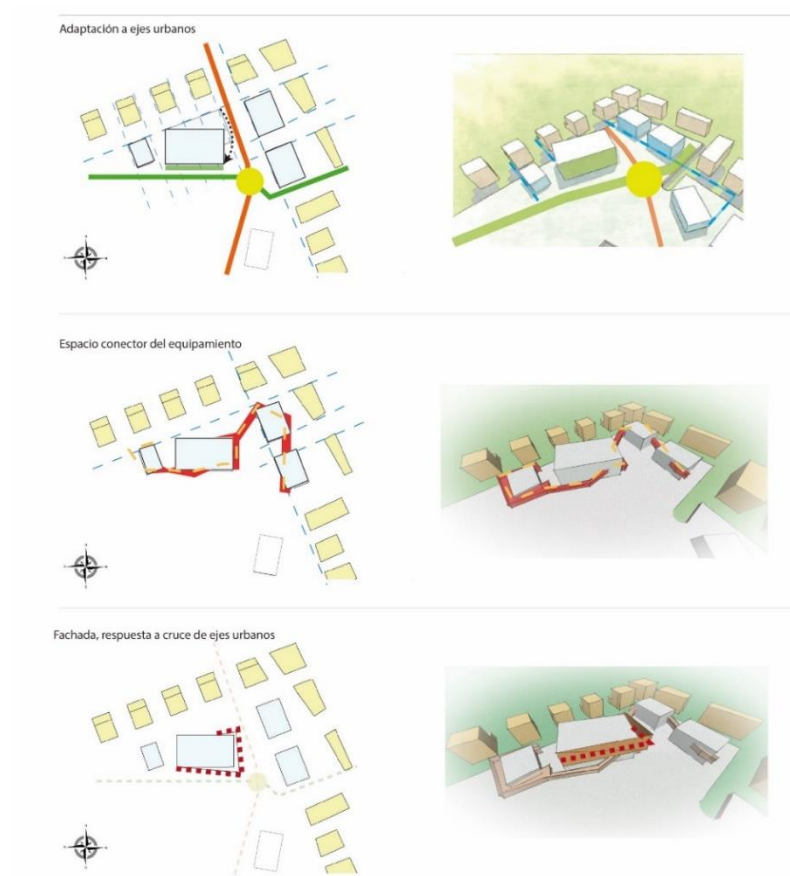 Adaptación a ejes urbanos
Espacio conector del equipamiento
Fachada, respuesta a cruce de ejes urbanos